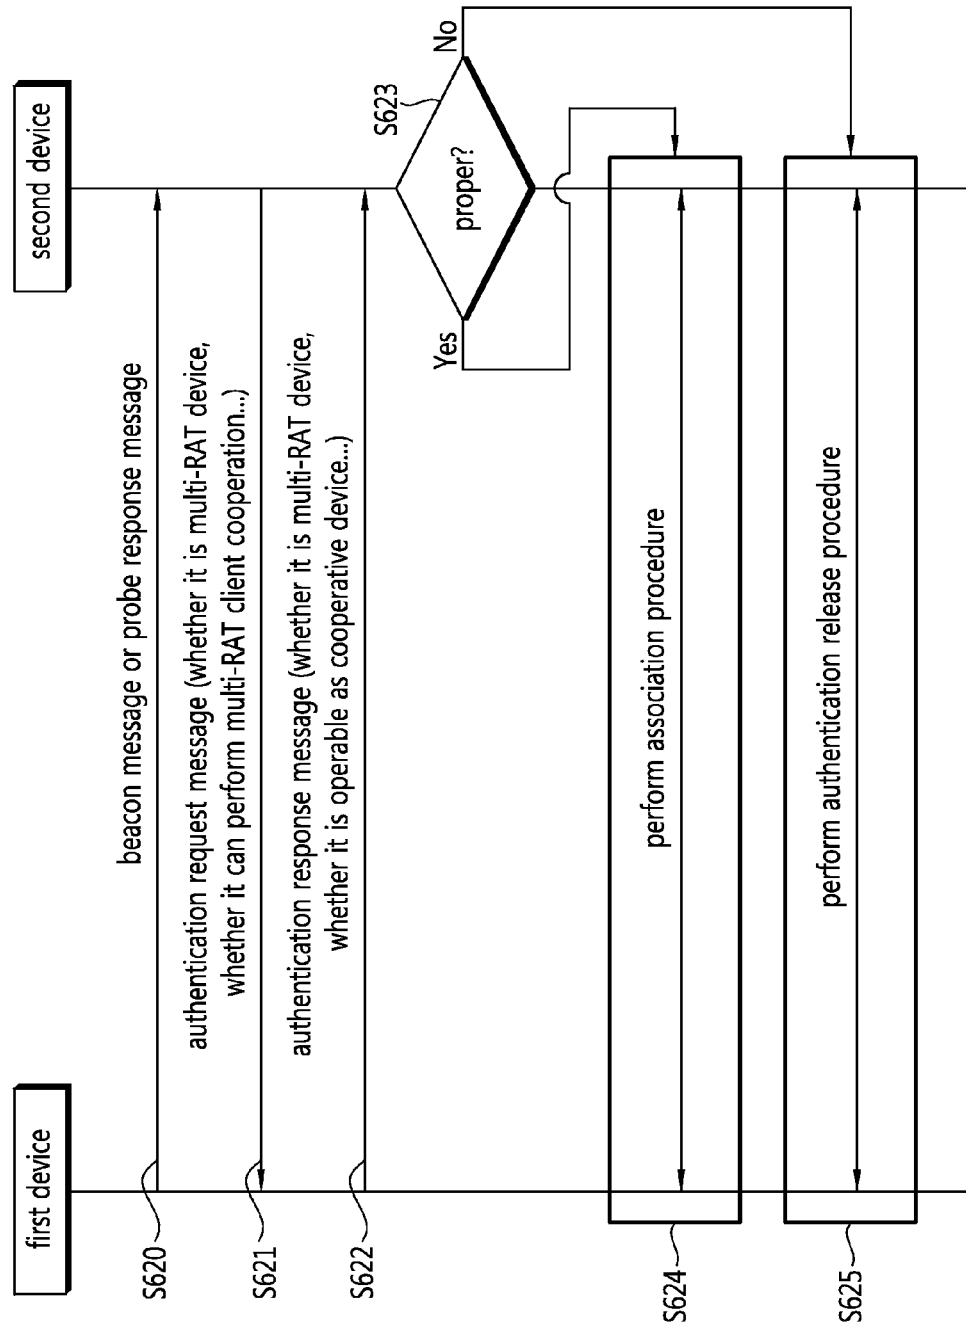 first device
second device
beacon message or probe response message
S620
authentication request message (whether it is multi-RAT device,
whether it can perform multi-RAT client cooperation...)
S621
authentication response message (whether it is multi-RAT device,
whether it is operable as cooperative device...)
S622
S623
proper?
Yes
No
perform association procedure
S624
perform authentication release procedure
S625